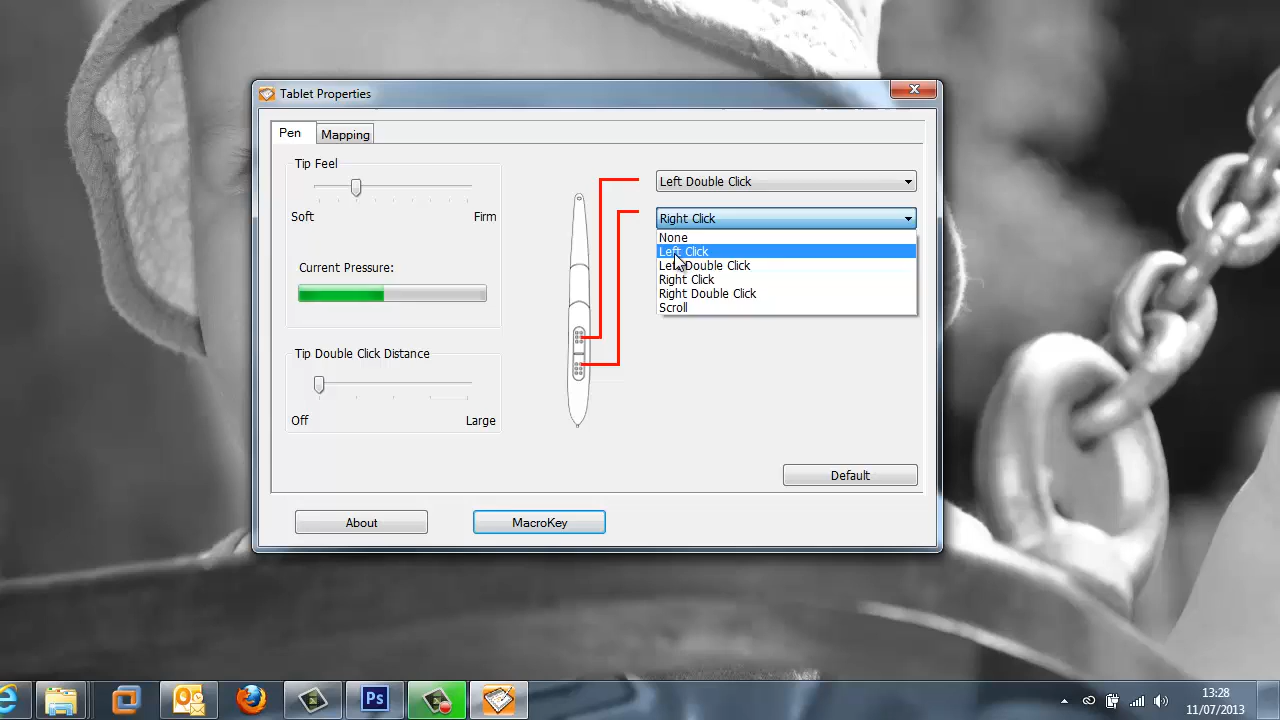 Tablet Properties
Pen
Mapping
Tip Feel
Soft
Firm
Current Pressure:
Tip Double Click Distance
Off
Large
Left Double Click
Right Click
None
Left Click
Left Double Click
Right Click
Right Double Click
Scroll
Default
About
MacroKey
Ps
13:28
11/07/2013